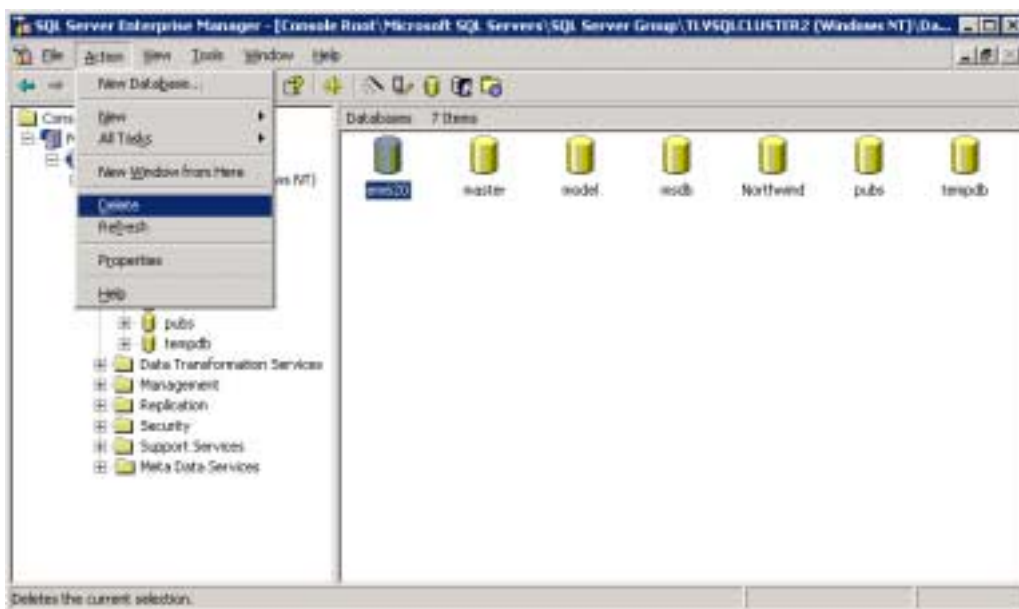 SQL Server Enterprise Manager - [Console Root\Microsoft SQL Servers\SQL Server Group\TLVSQLCLUSTER2 (Windows NT)\Da...
File Action View Tools Window Help
New Database...
New
All Tasks
New Window from Here
Delete
Refresh
Properties
Help
Cons
ws NT)
pubs
tempdb
Data Transformation Services
Management
Replication
Security
Support Services
Meta Data Services
Databases 7 Items
master model msdb Northwind pubs tempdb
Deletes the current selection.